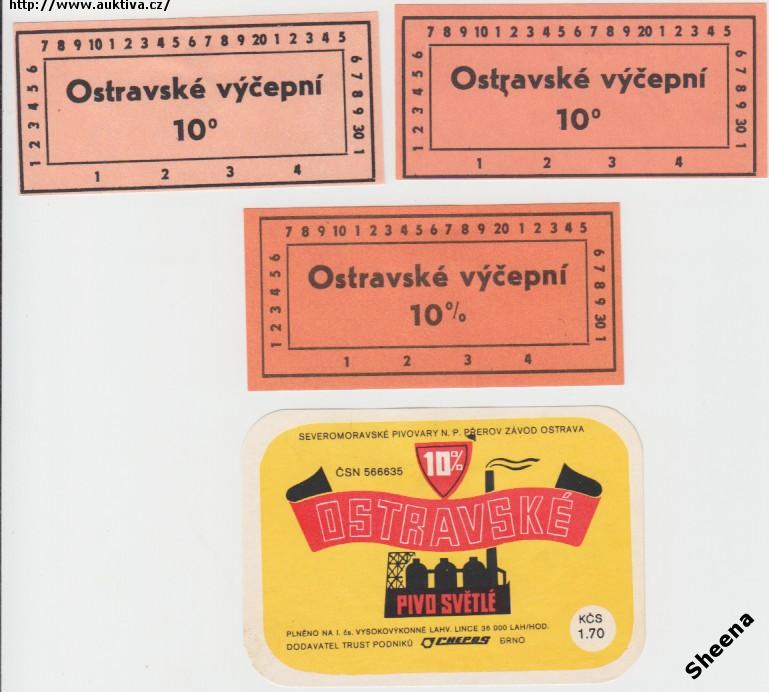 http://www.auktiva.cz/
7 8 9 10 1 2 3 4 5 6 7 8 9 20 1 2 3 4 5
1 2 3 4 5 6
Ostravské výčepní
10°
6 7 8 9 30 1
1 2 3 4
7 8 9 10 1 2 3 4 5 6 7 8 9 20 1 2 3 4 5
1 2 3 4 5 6
Ostravské výčepní
10°
6 7 8 9 30 1
1 2 3 4
7 8 9 10 1 2 3 4 5 6 7 8 9 20 1 2 3 4 5
1 2 3 4 5 6
Ostravské výčepní
10%
6 7 8 9 30 1
1 2 3 4
SEVEROMORAVSKÉ PIVOVARY N. P. PŘEROV ZÁVOD OSTRAVA
ČSN 566635
10%
OSTRAVSKÉ
PIVO SVĚTLÉ
PLNĚNO NA I. čs. VYSOKOVÝKONNÉ LAHV. LINCE 36 000 LAH/HOD.
DODAVATEL TRUST PODNIKŮ CHEPOS BRNO
KČS
1.70
Sheena